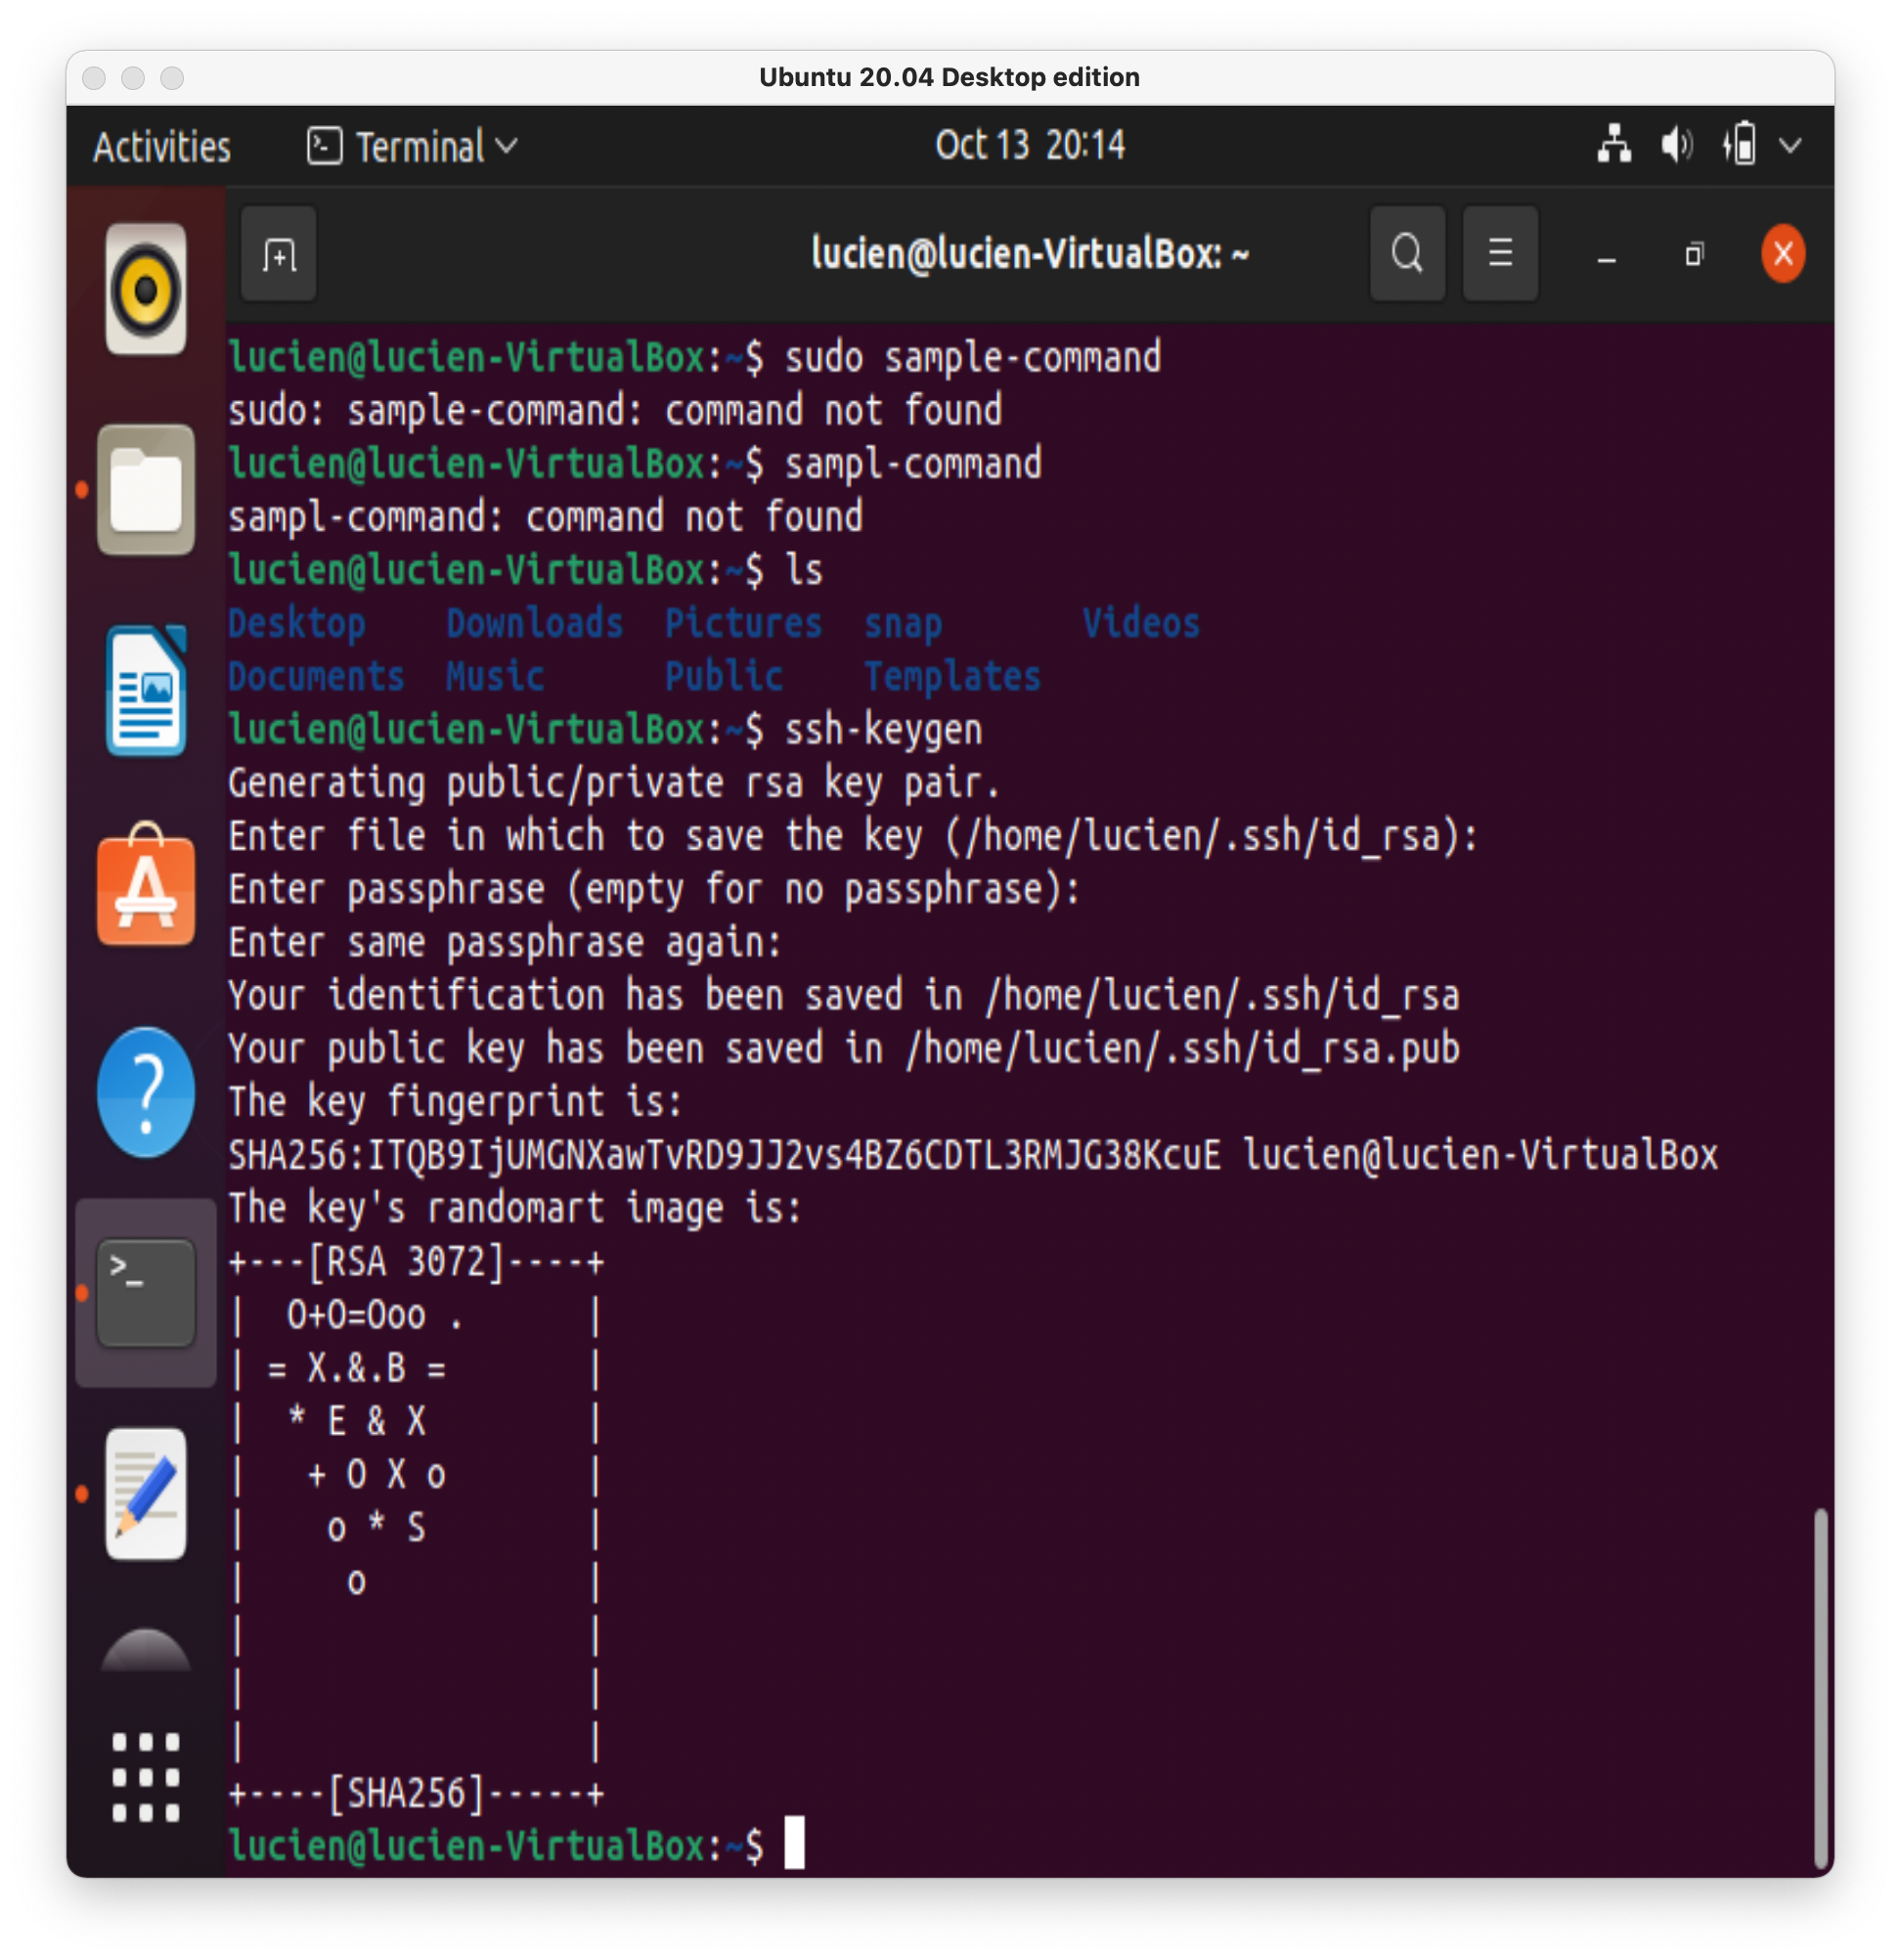 Ubuntu 20.04 Desktop edition
Activities Terminal Oct 13 20:14
lucien@lucien-VirtualBox: ~
lucien@lucien-VirtualBox:~$ sudo sample-command
sudo: sample-command: command not found
lucien@lucien-VirtualBox:~$ sampl-command
sampl-command: command not found
lucien@lucien-VirtualBox:~$ ls
Desktop    Downloads  Pictures  snap       Videos
Documents  Music      Public    Templates
lucien@lucien-VirtualBox:~$ ssh-keygen
Generating public/private rsa key pair.
Enter file in which to save the key (/home/lucien/.ssh/id_rsa):
Enter passphrase (empty for no passphrase):
Enter same passphrase again:
Your identification has been saved in /home/lucien/.ssh/id_rsa
Your public key has been saved in /home/lucien/.ssh/id_rsa.pub
The key fingerprint is:
SHA256:ITQB9IjUMGNXawTvRD9JJ2vs4BZ6CDTL3RMJG38KcuE lucien@lucien-VirtualBox
The key's randomart image is:
+---[RSA 3072]----+
|  O+O=Ooo .      |
| = X.&.B =       |
|  * E & X        |
|   + O X o       |
|    o * S        |
|     o           |
|                 |
|                 |
|                 |
+----[SHA256]-----+
lucien@lucien-VirtualBox:~$